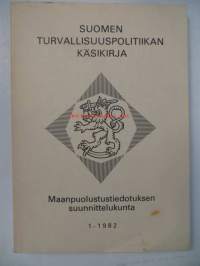 SUOMEN
TURVALLISUUSPOLITIIKAN
KÄSIKIRJA
Maanpuolustustiedotuksen
suunnittelukunta
1-1982